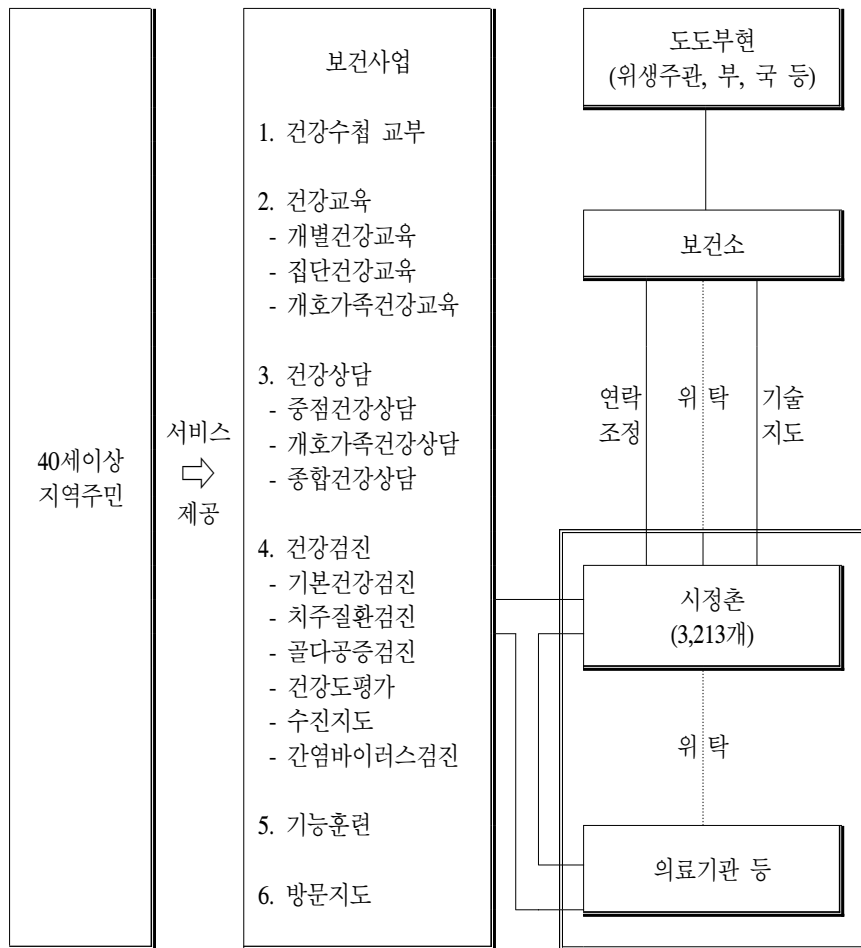 40세이상
지역주민
서비스
제공
보건사업
1. 건강수첩 교부
2. 건강교육
- 개별건강교육
- 집단건강교육
- 개호가족건강교육
3. 건강상담
- 중점건강상담
- 개호가족건강상담
- 종합건강상담
4. 건강검진
- 기본건강검진
- 치주질환검진
- 골다공증검진
- 건강도평가
- 수진지도
- 간염바이러스검진
5. 기능훈련
6. 방문지도
도도부현
(위생주관, 부, 국 등)
보건소
연락
조정
위탁
기술
지도
시정촌
(3,213개)
위탁
의료기관 등